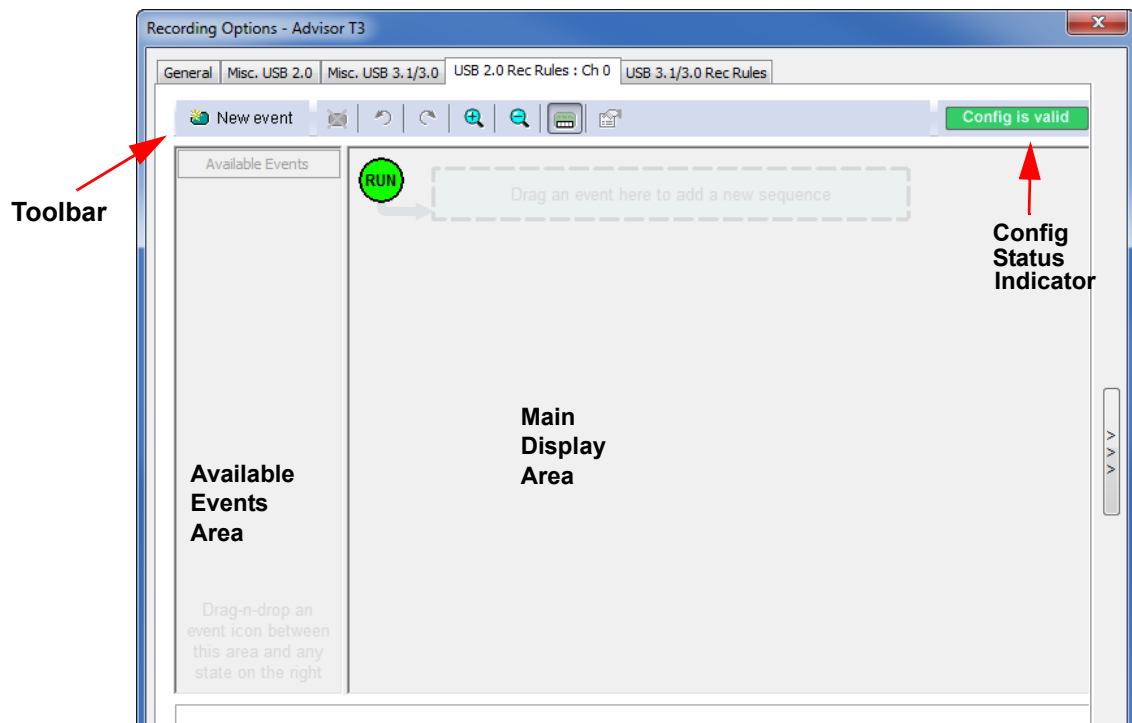 Recording Options - Advisor T3
x
General
Misc. USB 2.0
Misc. USB 3.1/3.0
USB 2.0 Rec Rules : Ch 0
USB 3.1/3.0 Rec Rules
New event
Config is valid
Available Events
RUN
Drag an event here to add a new sequence
Toolbar
Config
Status
Indicator
Main
Display
Area
>
>
>
Available
Events
Area
Drag-n-drop an
event icon between
this area and any
state on the right